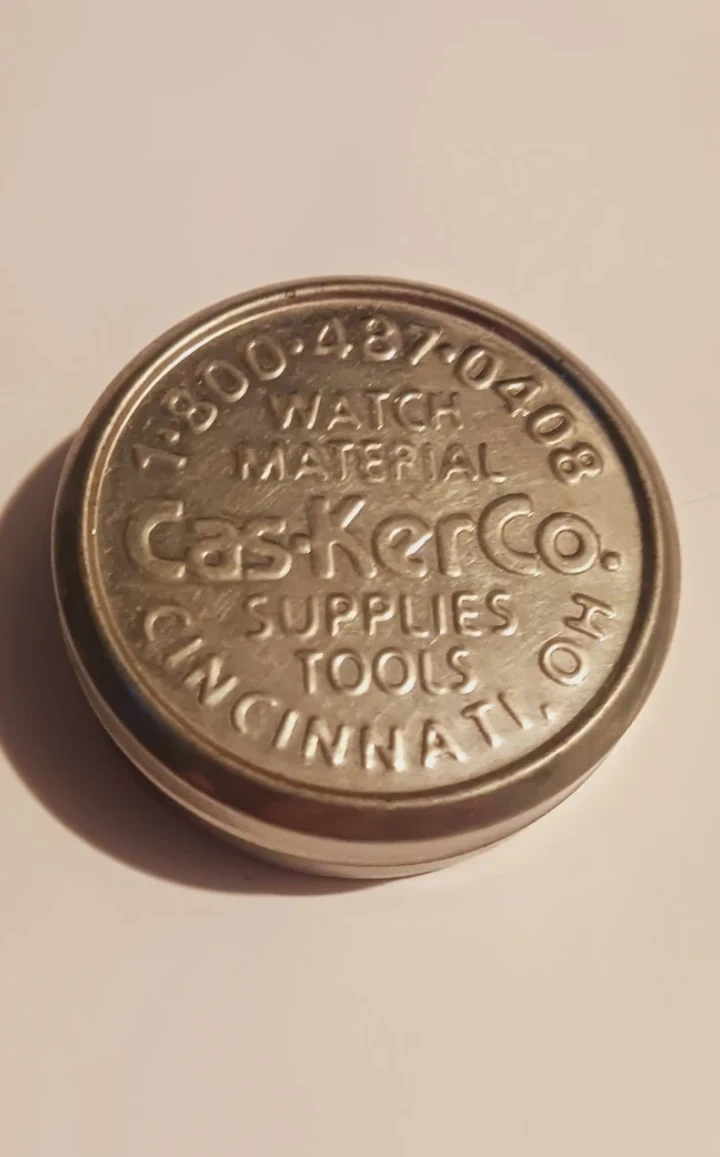 1·800·487·0408
WATCH
MATERIAL
Cas·Ker Co.
SUPPLIES
TOOLS
CINCINNATI, OH